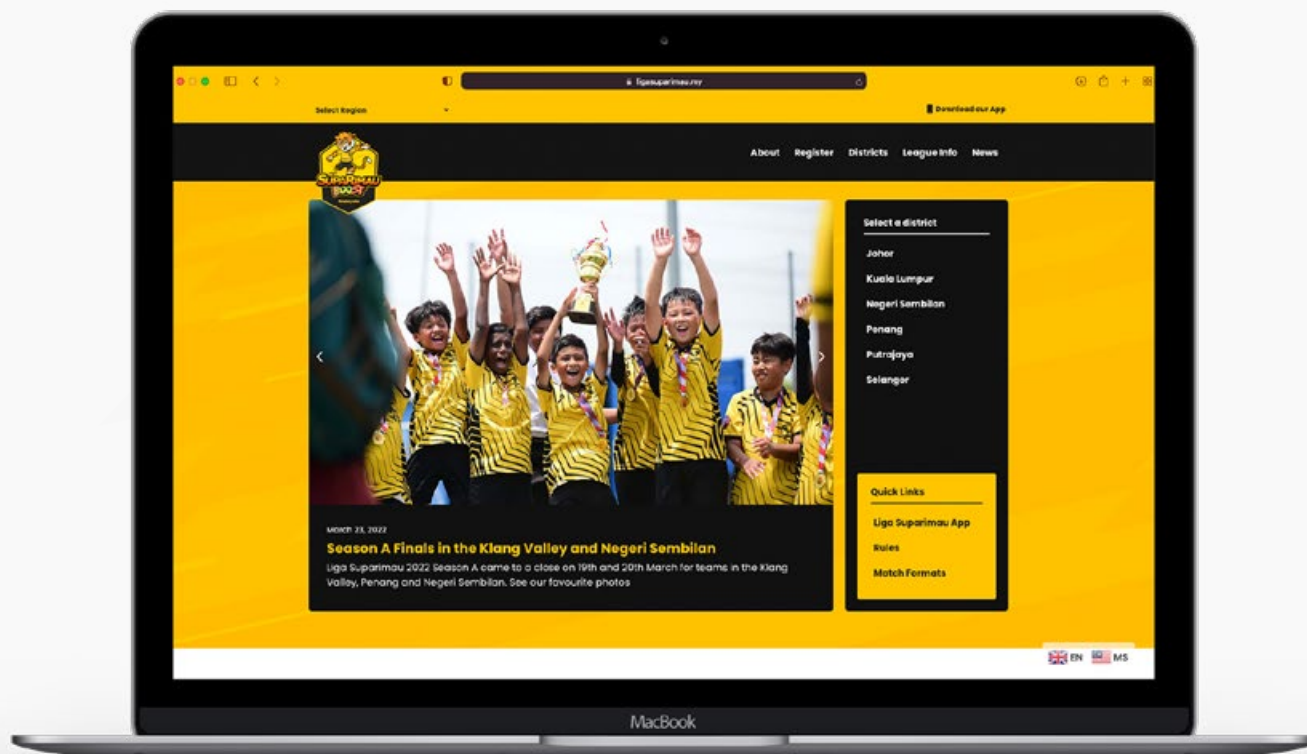 ligasuparimau.my
Select Region
Download our App
SUPARIMAU
About Register Districts League Info News
Select a district
Johor
Kuala Lumpur
Negeri Sembilan
Penang
Putrajaya
Selangor
Quick Links
Liga Suparimau App
Rules
Match Formats
March 23, 2022
Season A Finals in the Klang Valley and Negeri Sembilan
Liga Suparimau 2022 Season A came to a close on 19th and 20th March for teams in the Klang
Valley, Penang and Negeri Sembilan. See our favourite photos
EN MS
MacBook